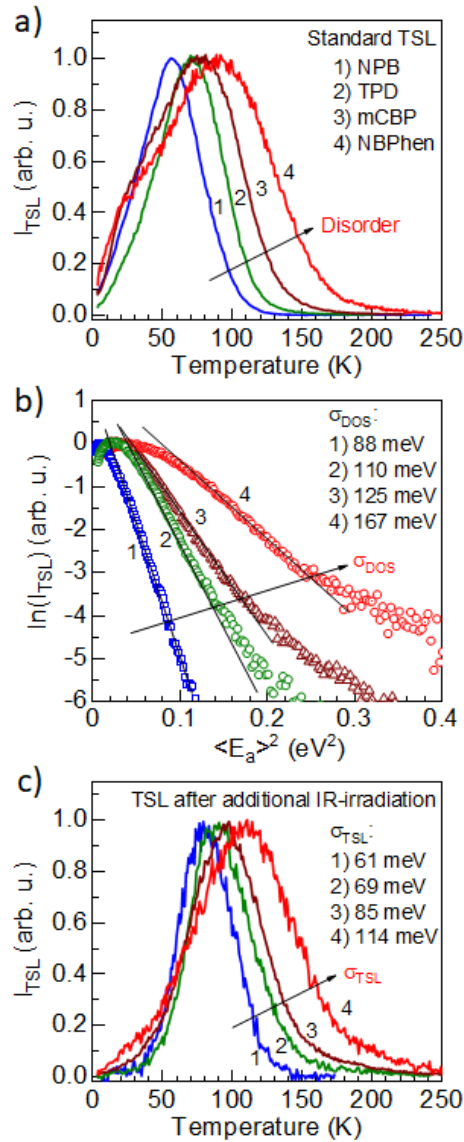 a)
Standard TSL
1) NPB
2) TPD
3) mCBP
4) NBPhen
1
2
3
4
Disorder
I_TSL (arb. u.)
1.0
0.8
0.6
0.4
0.2
0.0
0 50 100 150 200 250
Temperature (K)
b)
σ_DOS:
1) 88 meV
2) 110 meV
3) 125 meV
4) 167 meV
1
2
3
4
σ_DOS
ln(I_TSL) (arb. u.)
1
0
-1
-2
-3
-4
-5
-6
0 0.1 0.2 0.3 0.4
<E_a>² (eV²)
c)
TSL after additional IR-irradiation
σ_TSL:
1) 61 meV
2) 69 meV
3) 85 meV
4) 114 meV
σ_TSL
1
2
3
4
I_TSL (arb. u.)
1.0
0.8
0.6
0.4
0.2
0.0
0 50 100 150 200 250
Temperature (K)